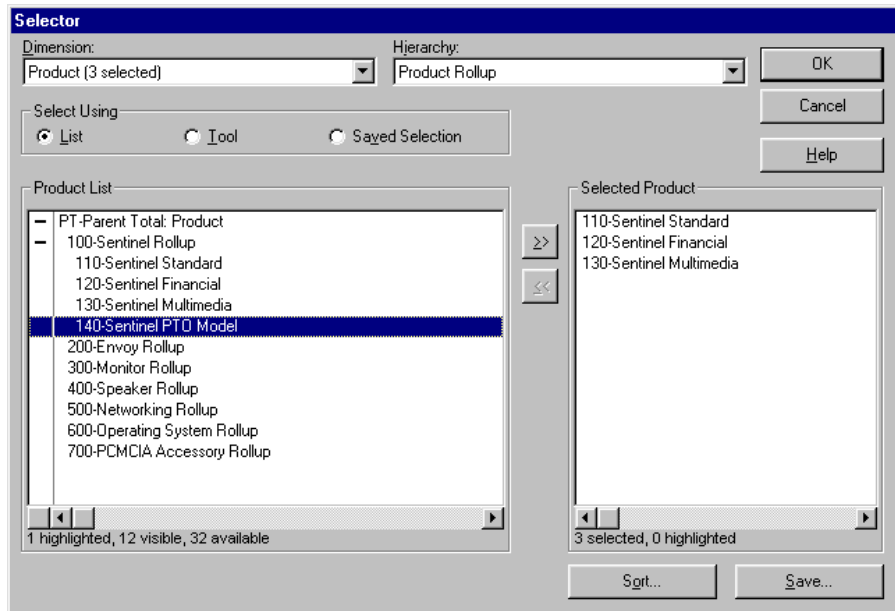 Selector
Dimension:
Hierarchy:
Product (3 selected)
Product Rollup
OK
Cancel
Help
Select Using
List
Tool
Saved Selection
Product List
PT-Parent Total: Product
100-Sentinel Rollup
110-Sentinel Standard
120-Sentinel Financial
130-Sentinel Multimedia
140-Sentinel PTO Model
200-Envoy Rollup
300-Monitor Rollup
400-Speaker Rollup
500-Networking Rollup
600-Operating System Rollup
700-PCMCIA Accessory Rollup
1 highlighted, 12 visible, 32 available
>>
<<
Selected Product
110-Sentinel Standard
120-Sentinel Financial
130-Sentinel Multimedia
3 selected, 0 highlighted
Sort...
Save...